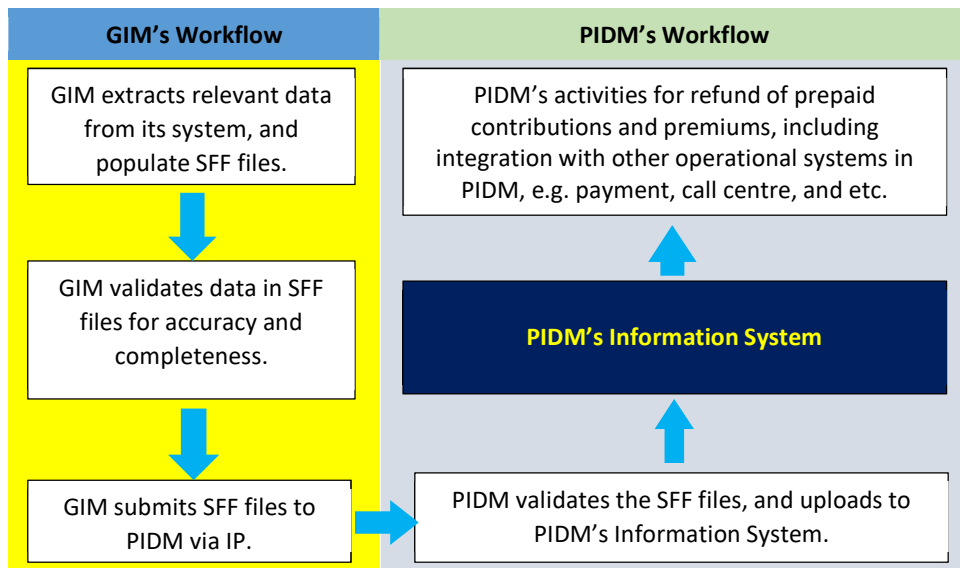 GIM’s Workflow
PIDM’s Workflow
GIM extracts relevant data
from its system, and
populate SFF files.
GIM validates data in SFF
files for accuracy and
completeness.
GIM submits SFF files to
PIDM via IP.
PIDM validates the SFF files, and uploads to
PIDM’s Information System.
PIDM’s Information System
PIDM’s activities for refund of prepaid
contributions and premiums, including
integration with other operational systems in
PIDM, e.g. payment, call centre, and etc.